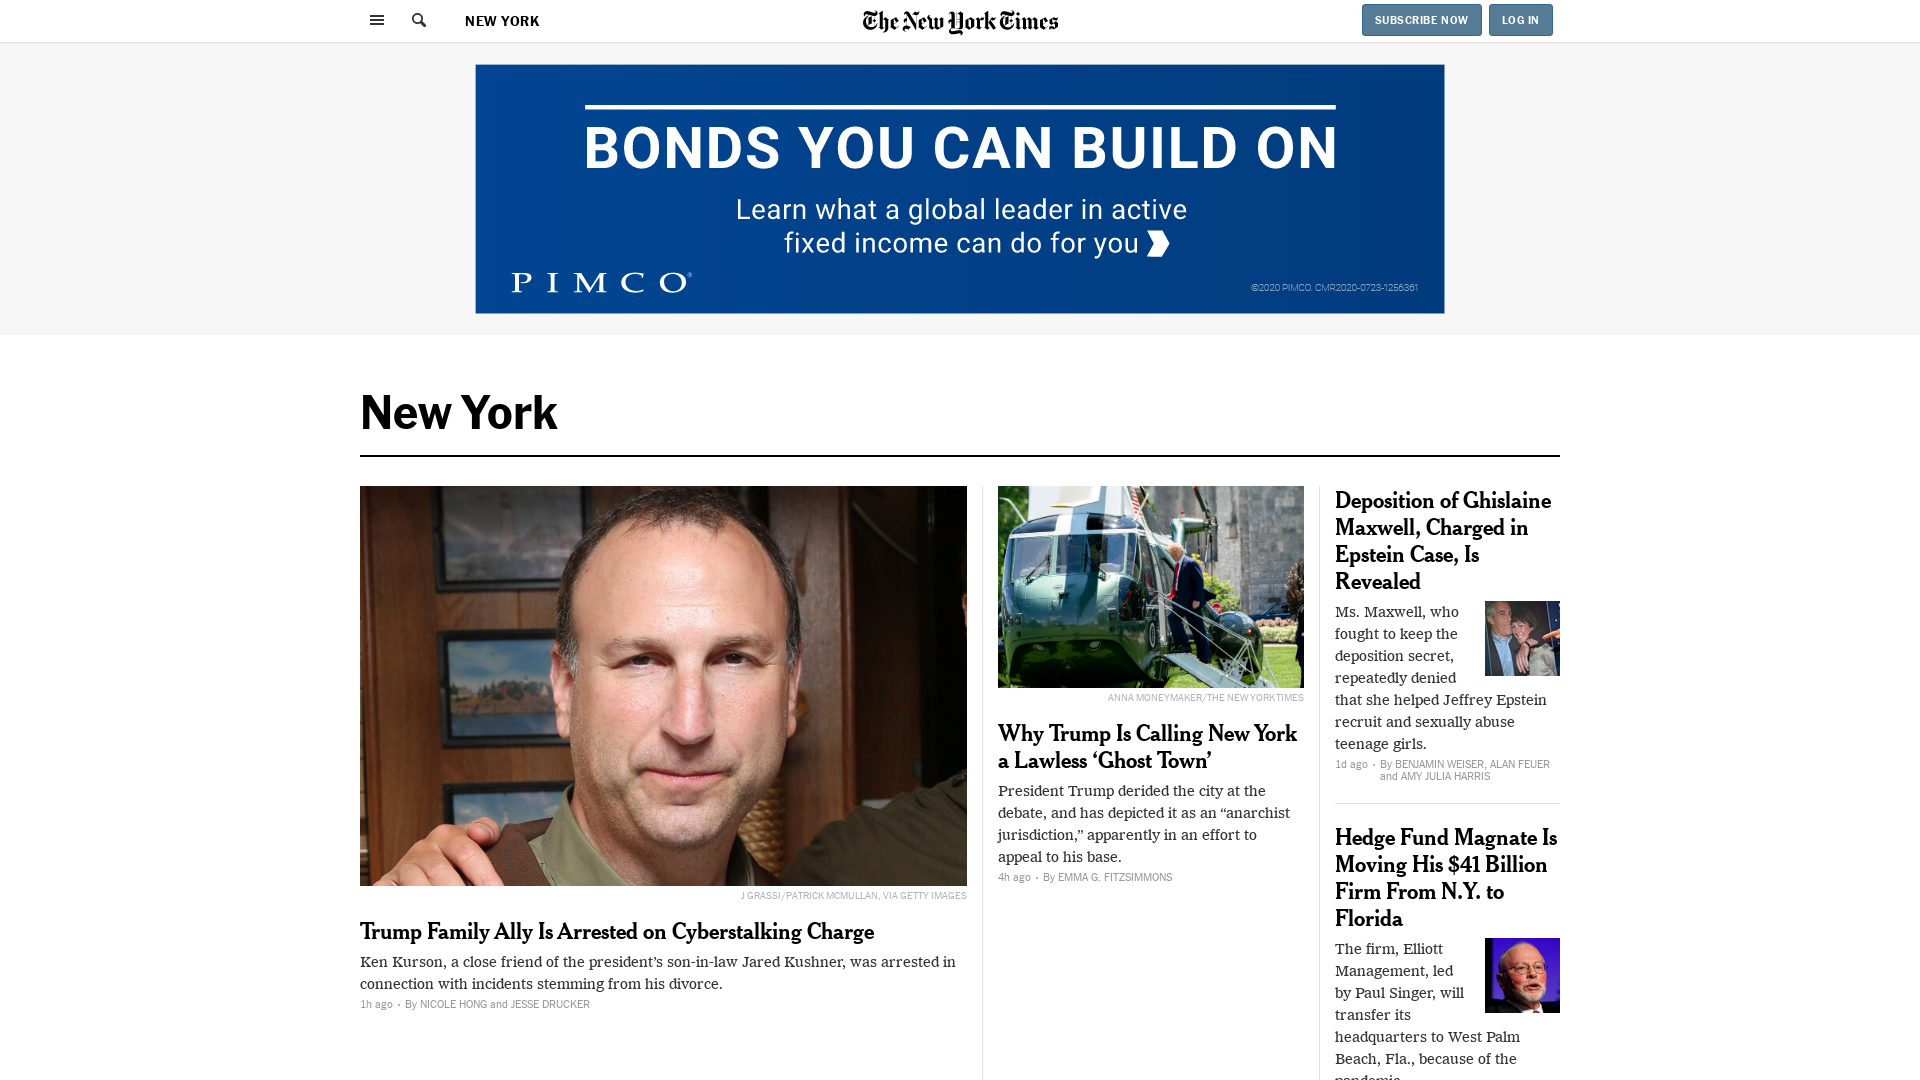 NEW YORK
The New York Times
SUBSCRIBE NOW
LOG IN
BONDS YOU CAN BUILD ON
Learn what a global leader in active
fixed income can do for you
PIMCO®
©2020 PIMCO. CMR2020-0723-1256361
New York
J GRASSI/PATRICK MCMULLAN, VIA GETTY IMAGES
Trump Family Ally Is Arrested on Cyberstalking Charge
Ken Kurson, a close friend of the president’s son-in-law Jared Kushner, was arrested in
connection with incidents stemming from his divorce.
1h ago • By NICOLE HONG and JESSE DRUCKER
ANNA MONEYMAKER/THE NEW YORK TIMES
Why Trump Is Calling New York
a Lawless ‘Ghost Town’
President Trump derided the city at the
debate, and has depicted it as an “anarchist
jurisdiction,” apparently in an effort to
appeal to his base.
4h ago • By EMMA G. FITZSIMMONS
Deposition of Ghislaine
Maxwell, Charged in
Epstein Case, Is
Revealed
Ms. Maxwell, who
fought to keep the
deposition secret,
repeatedly denied
that she helped Jeffrey Epstein
recruit and sexually abuse
teenage girls.
1d ago • By BENJAMIN WEISER, ALAN FEUER
and AMY JULIA HARRIS
Hedge Fund Magnate Is
Moving His $41 Billion
Firm From N.Y. to
Florida
The firm, Elliott
Management, led
by Paul Singer, will
transfer its
headquarters to West Palm
Beach, Fla., because of the